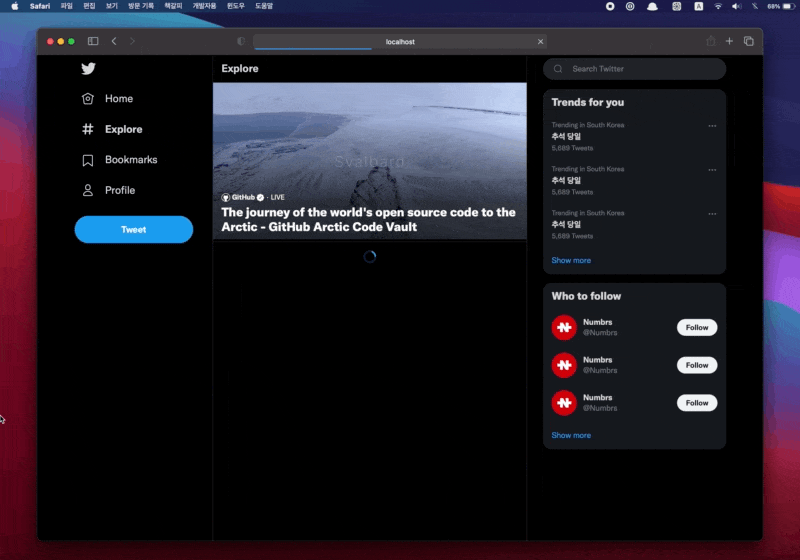 Safari 파일 편집 보기 방문 기록 책갈피 개발자용 윈도우 도움말
A
68%
localhost
Home
Explore
Bookmarks
Profile
Tweet
Explore
Svalbard
GitHub · LIVE
The journey of the world's open source code to the
Arctic - GitHub Arctic Code Vault
Search Twitter
Trends for you
Trending in South Korea
추석 당일
5,689 Tweets
Trending in South Korea
추석 당일
5,689 Tweets
Trending in South Korea
추석 당일
5,689 Tweets
Show more
Who to follow
Numbrs
@Numbrs
Follow
Numbrs
@Numbrs
Follow
Numbrs
@Numbrs
Follow
Show more